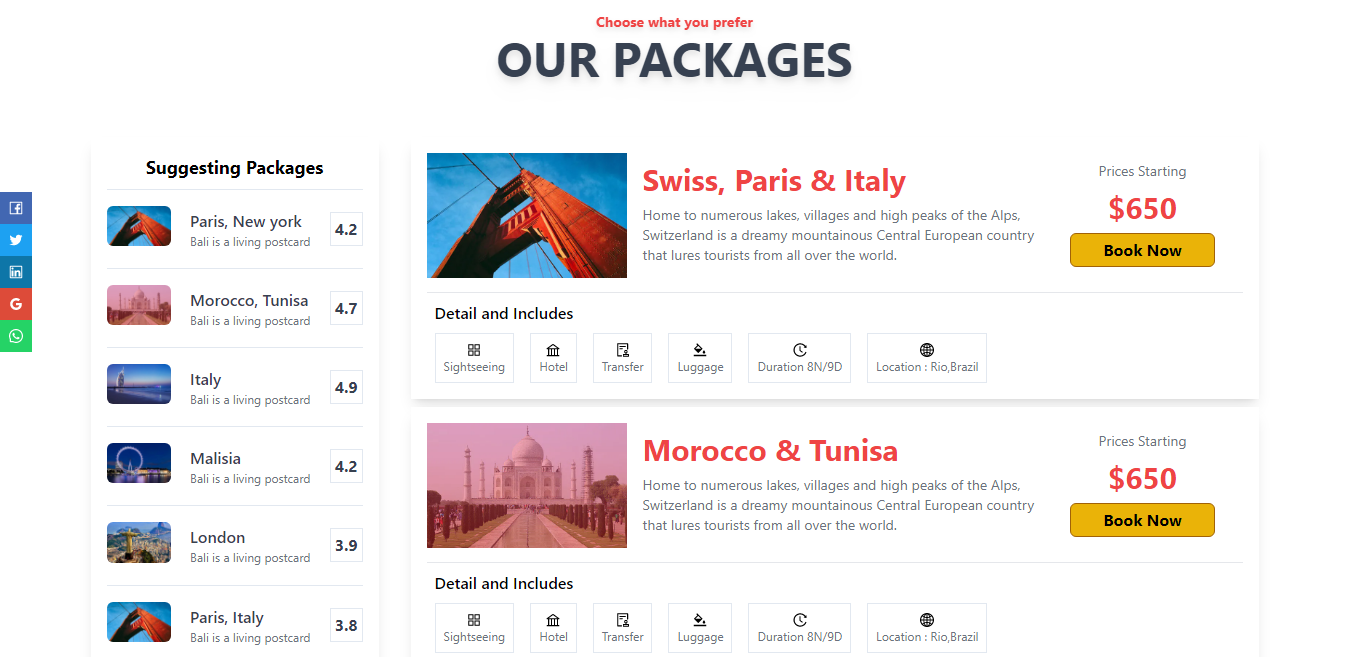 Choose what you prefer
OUR PACKAGES
Suggesting Packages
Paris, New york
Bali is a living postcard
4.2
Morocco, Tunisa
Bali is a living postcard
4.7
Italy
Bali is a living postcard
4.9
Malisia
Bali is a living postcard
4.2
London
Bali is a living postcard
3.9
Paris, Italy
Bali is a living postcard
3.8
Swiss, Paris & Italy
Home to numerous lakes, villages and high peaks of the Alps,
Switzerland is a dreamy mountainous Central European country
that lures tourists from all over the world.
Prices Starting
$650
Book Now
Detail and Includes
Sightseeing
Hotel
Transfer
Luggage
Duration 8N/9D
Location : Rio,Brazil
Morocco & Tunisa
Home to numerous lakes, villages and high peaks of the Alps,
Switzerland is a dreamy mountainous Central European country
that lures tourists from all over the world.
Prices Starting
$650
Book Now
Detail and Includes
Sightseeing
Hotel
Transfer
Luggage
Duration 8N/9D
Location : Rio,Brazil